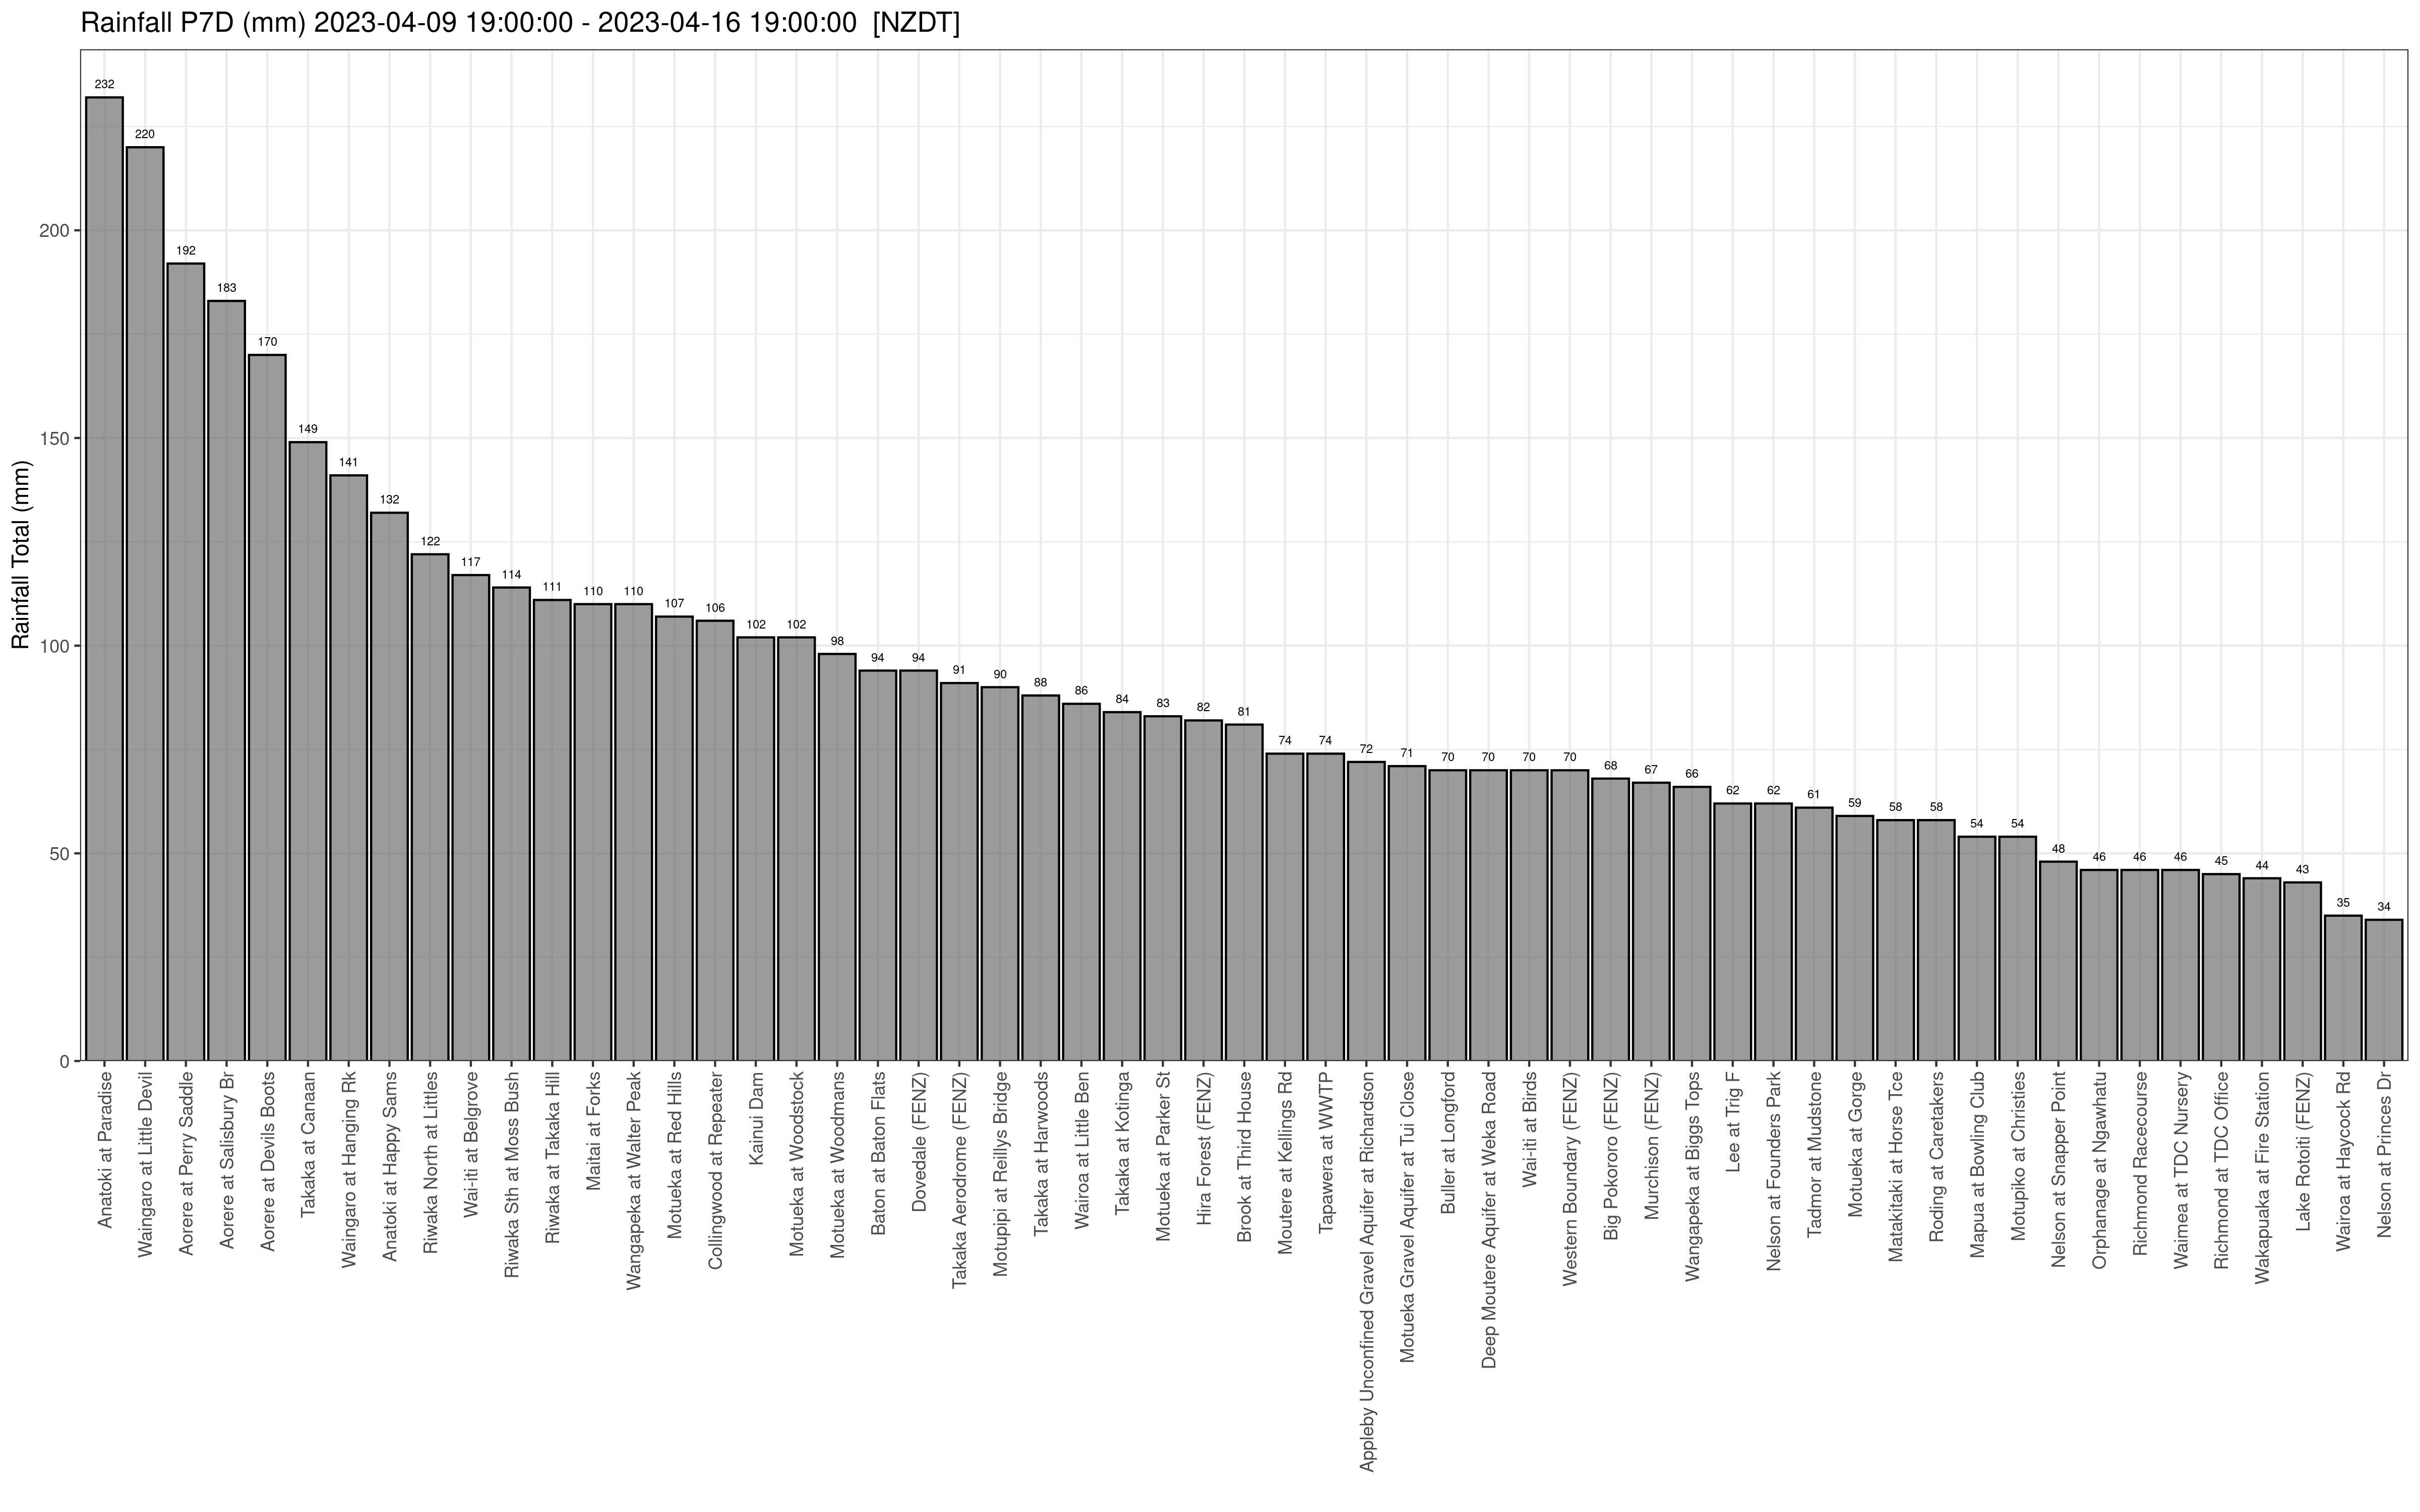 Rainfall P7D (mm) 2023-04-09 19:00:00 - 2023-04-16 19:00:00  [NZDT]
Rainfall Total (mm)
200
150
100
50
0
232
220
192
183
170
149
141
132
122
117
114
111
110
110
107
106
102
102
98
94
94
91
90
88
86
84
83
82
81
74
74
72
71
70
70
70
70
68
67
66
62
62
61
59
58
58
54
54
48
46
46
46
45
44
43
35
34
Anatoki at Paradise
Waingaro at Little Devil
Aorere at Perry Saddle
Aorere at Salisbury Br
Aorere at Devils Boots
Takaka at Canaan
Waingaro at Hanging Rk
Anatoki at Happy Sams
Riwaka North at Littles
Wai-iti at Belgrove
Riwaka Sth at Moss Bush
Riwaka at Takaka Hill
Maitai at Forks
Wangapeka at Walter Peak
Motueka at Red Hills
Collingwood at Repeater
Kainui Dam
Motueka at Woodstock
Motueka at Woodmans
Baton at Baton Flats
Dovedale (FENZ)
Takaka Aerodrome (FENZ)
Motupipi at Reillys Bridge
Takaka at Harwoods
Wairoa at Little Ben
Takaka at Kotinga
Motueka at Parker St
Hira Forest (FENZ)
Brook at Third House
Moutere at Kellings Rd
Tapawera at WWTP
Appleby Unconfined Gravel Aquifer at Richardson
Motueka Gravel Aquifer at Tui Close
Buller at Longford
Deep Moutere Aquifer at Weka Road
Wai-iti at Birds
Western Boundary (FENZ)
Big Pokororo (FENZ)
Murchison (FENZ)
Wangapeka at Biggs Tops
Lee at Trig F
Nelson at Founders Park
Tadmor at Mudstone
Motueka at Gorge
Matakitaki at Horse Tce
Roding at Caretakers
Mapua at Bowling Club
Motupiko at Christies
Nelson at Snapper Point
Orphanage at Ngawhatu
Richmond Racecourse
Waimea at TDC Nursery
Richmond at TDC Office
Wakapuaka at Fire Station
Lake Rotoiti (FENZ)
Wairoa at Haycock Rd
Nelson at Princes Dr